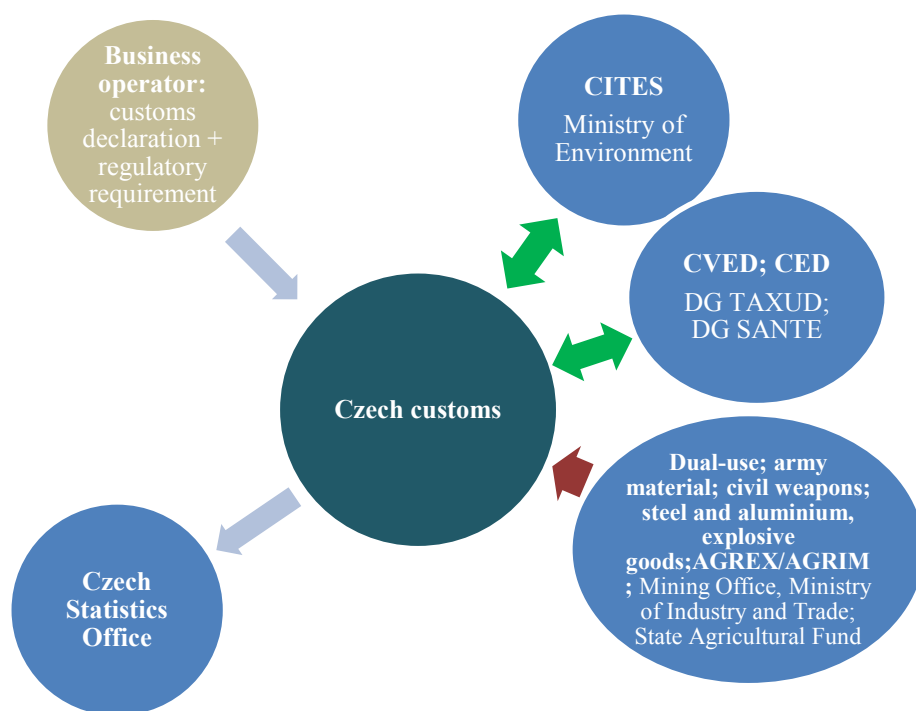 Business
operator:
customs
declaration +
regulatory
requirement
CITES
Ministry of
Environment
CVED; CED
DG TAXUD;
DG SANTE
Czech customs
Dual-use; army
material; civil weapons;
steel and aluminium,
explosive
goods;AGREX/AGRIM
; Mining Office, Ministry
of Industry and Trade;
State Agricultural Fund
Czech
Statistics
Office